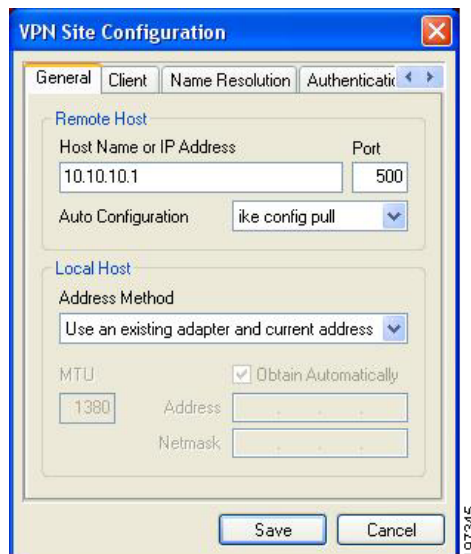 VPN Site Configuration
General Client Name Resolution Authenticatic
Remote Host
Host Name or IP Address Port
10.10.10.1 500
Auto Configuration ike config pull
Local Host
Address Method
Use an existing adapter and current address
MTU Obtain Automatically
1380 Address . . .
Netmask . . .
Save Cancel